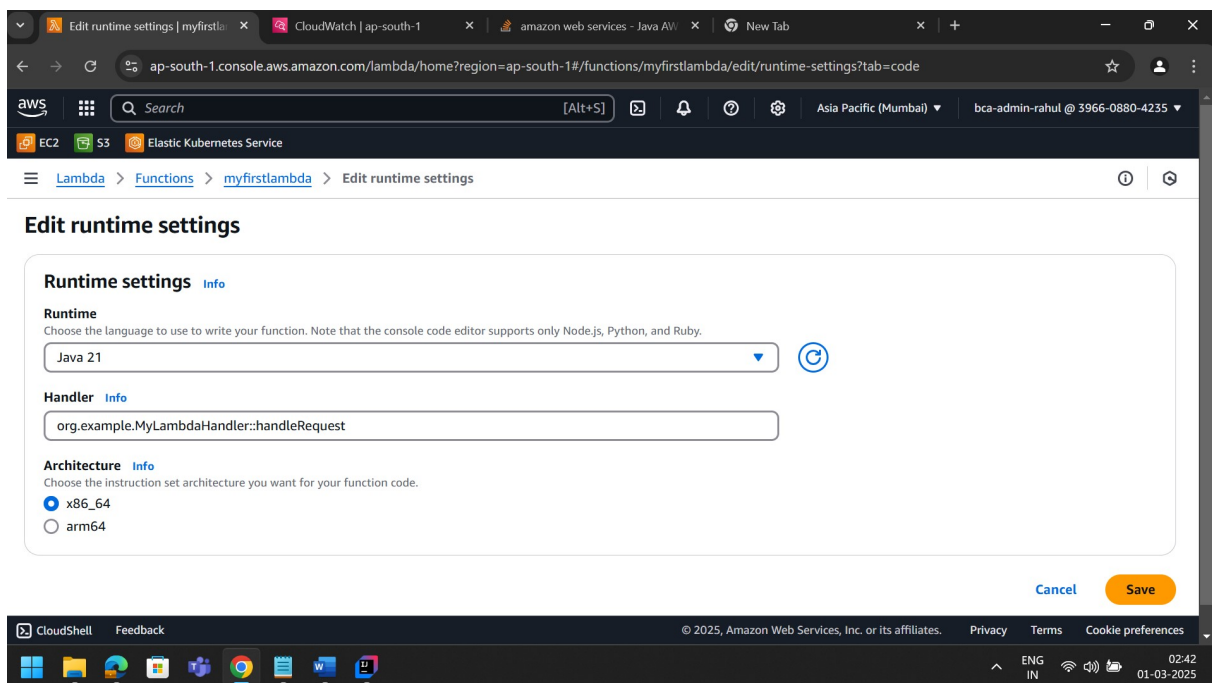 Edit runtime settings | myfirstla
CloudWatch | ap-south-1
amazon web services - Java AW
New Tab
ap-south-1.console.aws.amazon.com/lambda/home?region=ap-south-1#/functions/myfirstlambda/edit/runtime-settings?tab=code
aws
Search
[Alt+S]
Asia Pacific (Mumbai)
bca-admin-rahul @ 3966-0880-4235
EC2
S3
Elastic Kubernetes Service
Lambda > Functions > myfirstlambda > Edit runtime settings
Edit runtime settings
Runtime settings Info
Runtime
Choose the language to use to write your function. Note that the console code editor supports only Node.js, Python, and Ruby.
Java 21
Handler Info
org.example.MyLambdaHandler::handleRequest
Architecture Info
Choose the instruction set architecture you want for your function code.
x86_64
arm64
Cancel
Save
CloudShell
Feedback
© 2025, Amazon Web Services, Inc. or its affiliates.
Privacy
Terms
Cookie preferences
ENG
IN
02:42
01-03-2025